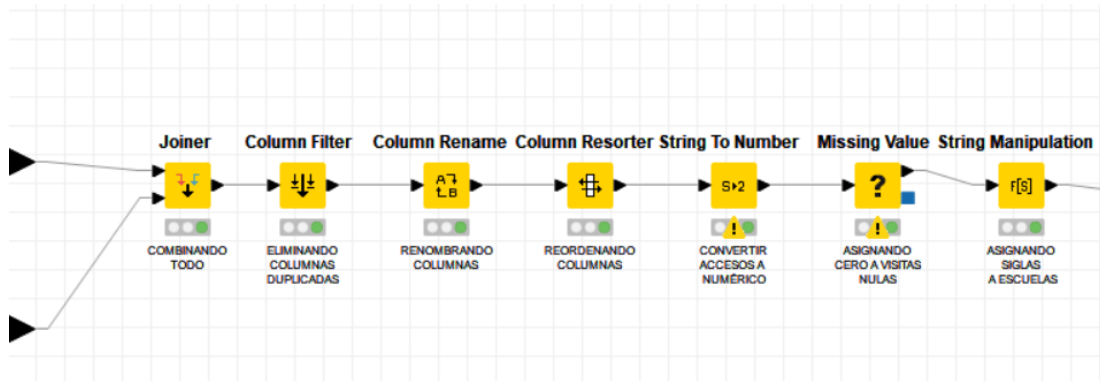 Joiner
Column Filter
Column Rename
Column Resorter
String To Number
Missing Value
String Manipulation
A
B
S 2
?
F[S]
COMBINANDO
TODO
ELIMINANDO
COLUMNAS
DUPLICADAS
RENOMBRANDO
COLUMNAS
REORDENANDO
COLUMNAS
!
CONVERTIR
ACCESOS A
NUMÉRICO
!
ASIGNANDO
CERO A VISITAS
NULAS
ASIGNANDO
SIGLAS
A ESCUELAS